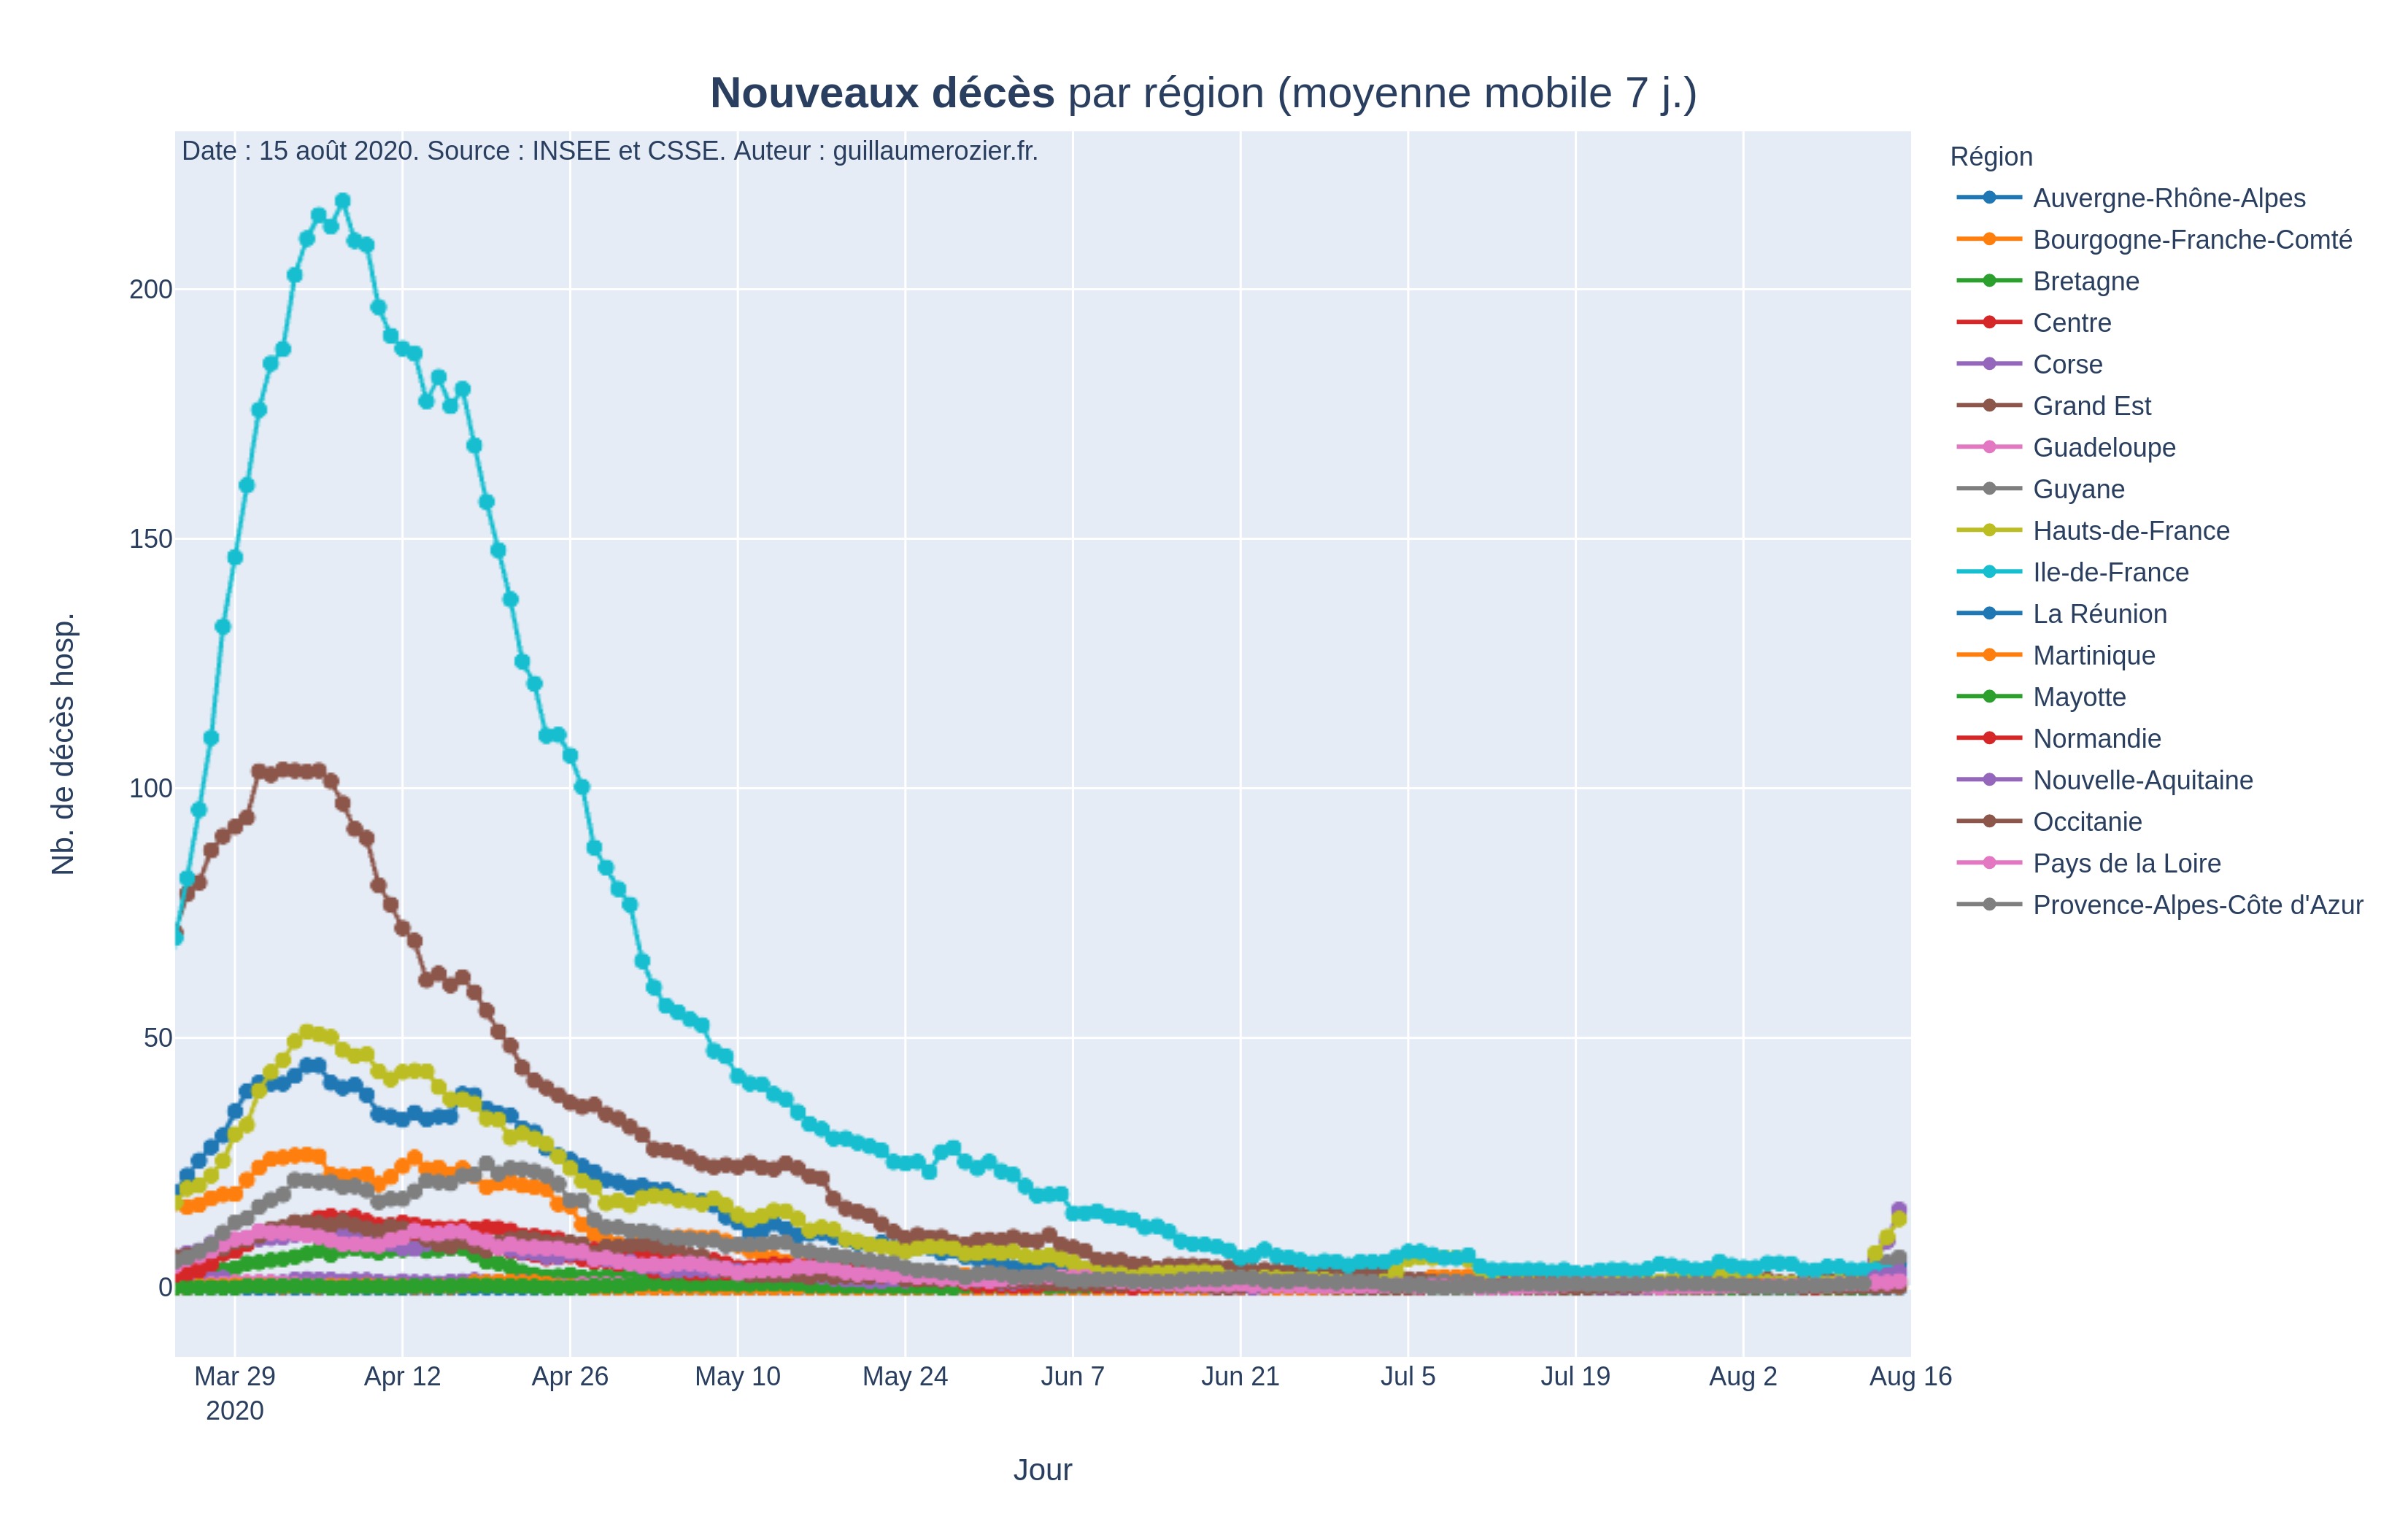 Nouveaux décès par région (moyenne mobile 7 j.)
Date : 15 août 2020. Source : INSEE et CSSE. Auteur : guillaumerozier.fr.
Région
Auvergne-Rhône-Alpes
Bourgogne-Franche-Comté
Bretagne
Centre
Corse
Grand Est
Guadeloupe
Guyane
Hauts-de-France
Ile-de-France
La Réunion
Martinique
Mayotte
Normandie
Nouvelle-Aquitaine
Occitanie
Pays de la Loire
Provence-Alpes-Côte d'Azur
Nb. de décès hosp.
200
150
100
50
0
Mar 29 Apr 12 Apr 26 May 10 May 24 Jun 7 Jun 21 Jul 5 Jul 19 Aug 2 Aug 16
2020
Jour